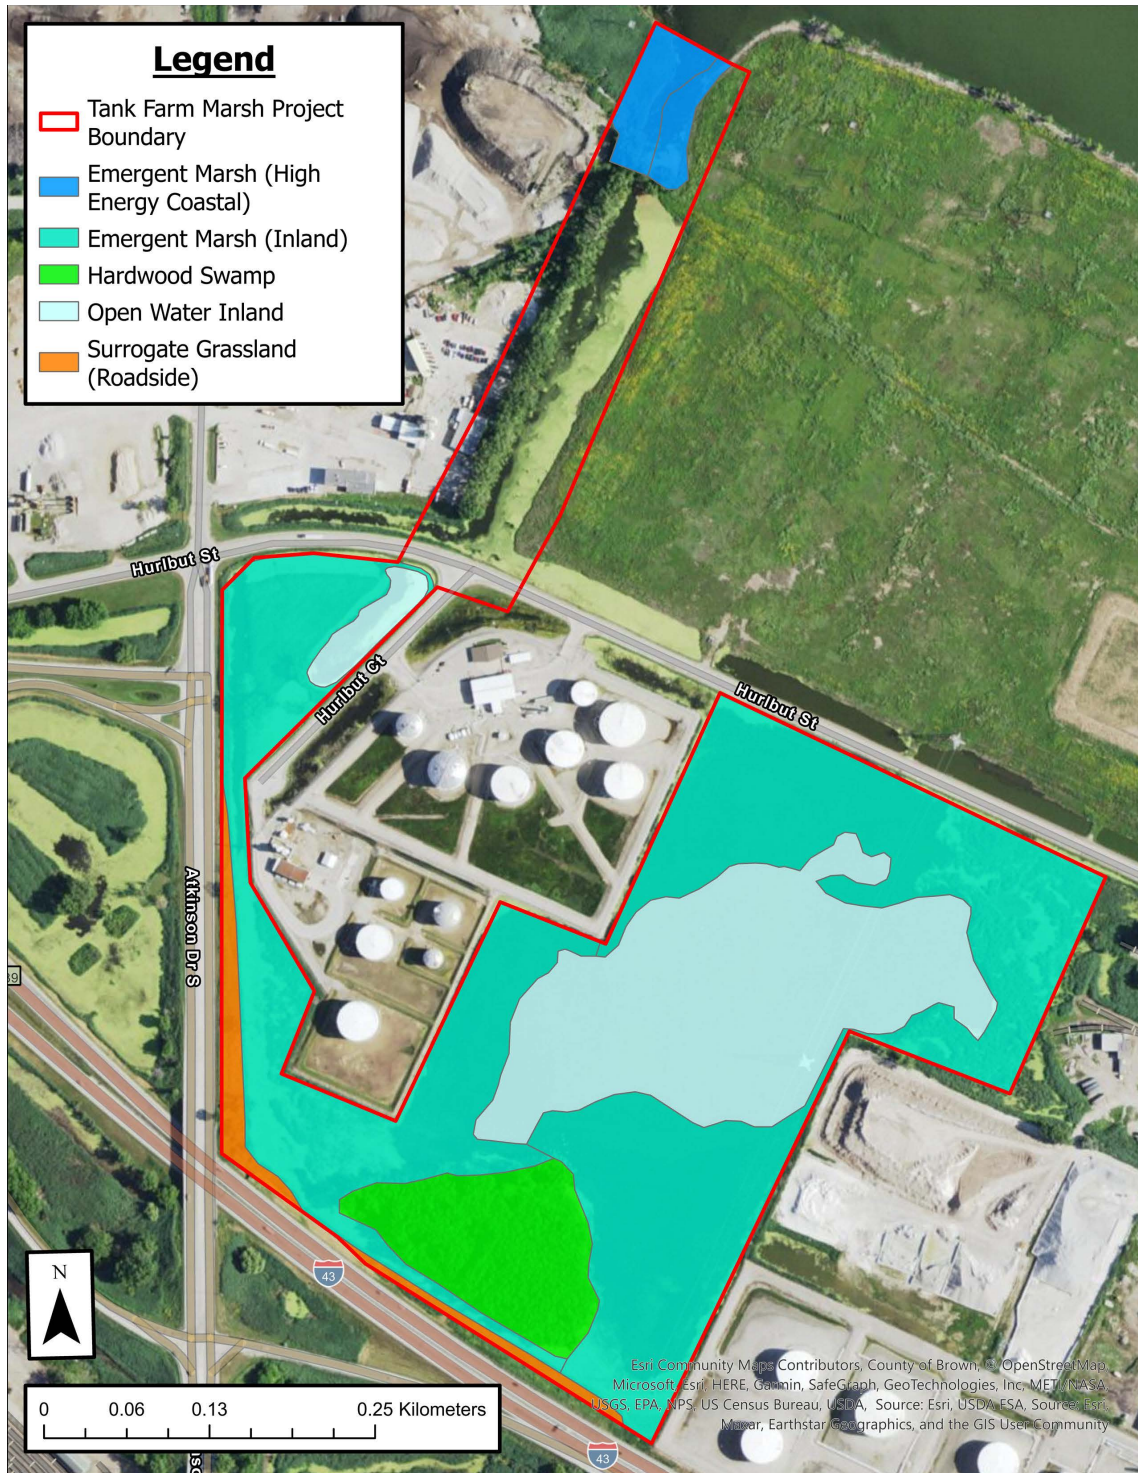 Legend
Tank Farm Marsh Project
Boundary
Emergent Marsh (High
Energy Coastal)
Emergent Marsh (Inland)
Hardwood Swamp
Open Water Inland
Surrogate Grassland
(Roadside)
Hurlbut St
Hurlbut Ct
Hurlbut St
Atkinson Dr S
43
N
0 0.06 0.13 0.25 Kilometers
43
Esri Community Maps Contributors, County of Brown, © OpenStreetMap,
Microsoft, Esri, HERE, Garmin, SafeGraph, GeoTechnologies, Inc, METI/NASA,
USGS, EPA, NPS, US Census Bureau, USDA, Source: Esri, USDA FSA, Source: Esri,
Maxar, Earthstar Geographics, and the GIS User Community